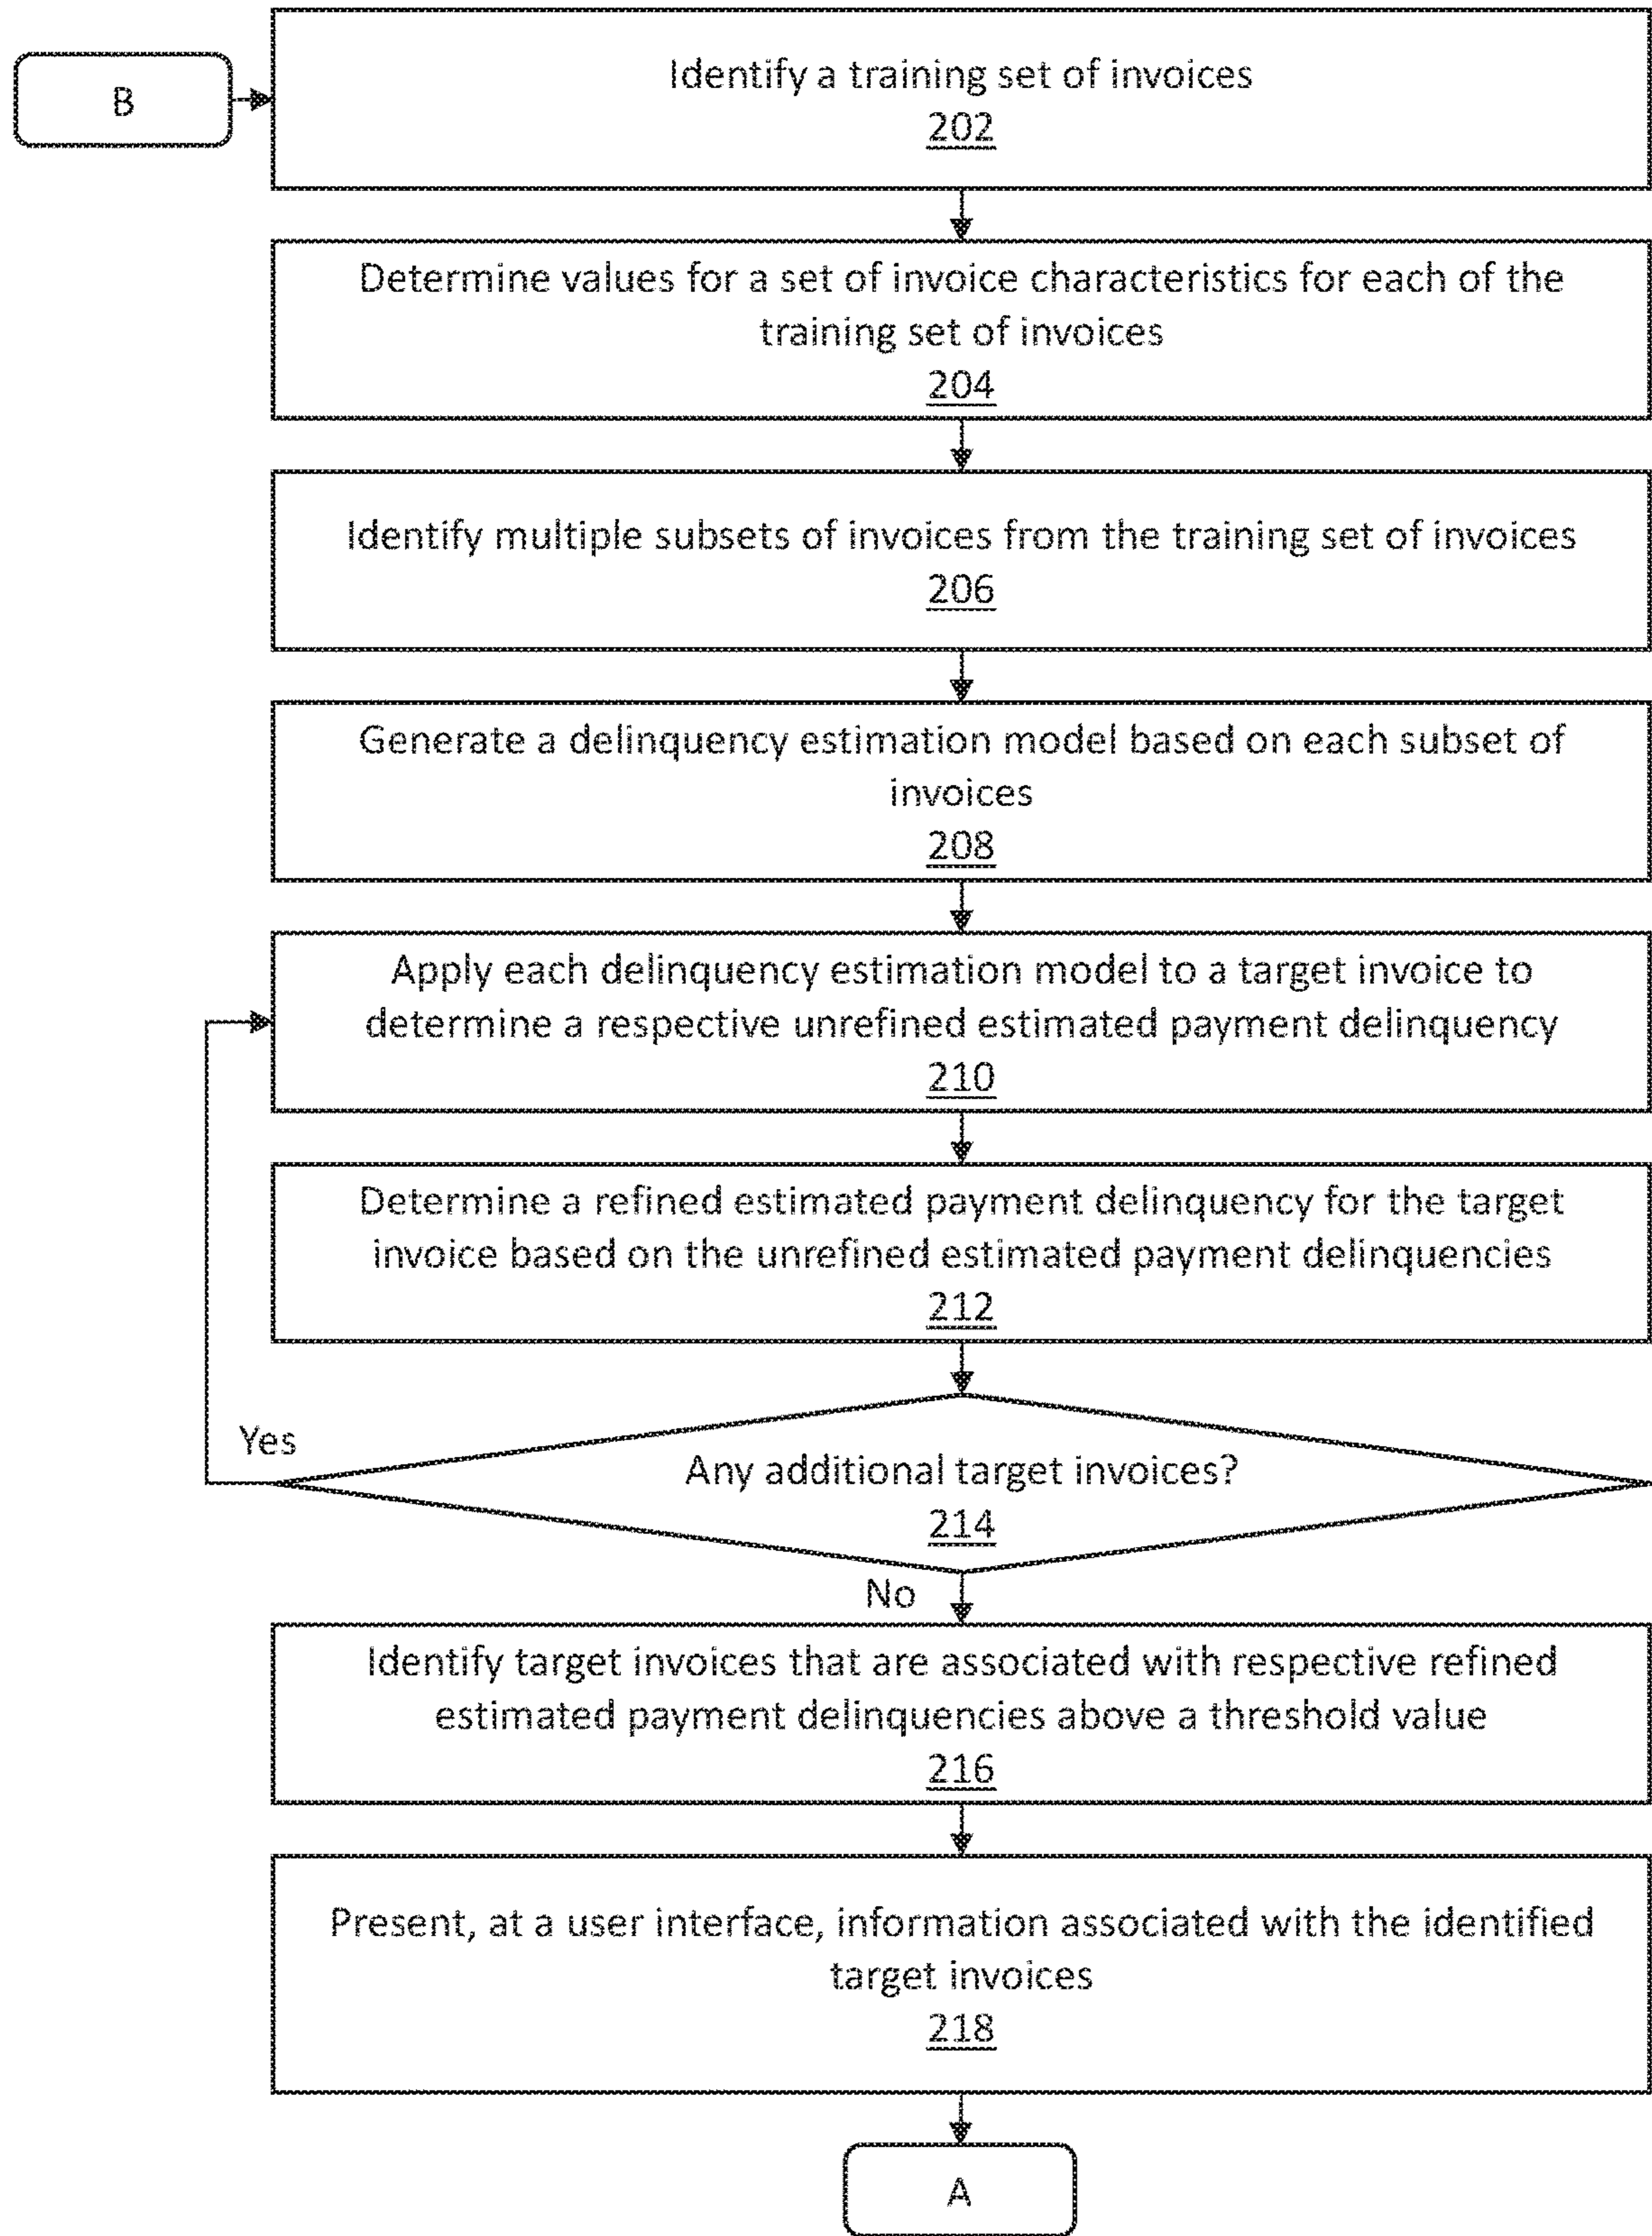 B
Identify a training set of invoices
202
Determine values for a set of invoice characteristics for each of the
training set of invoices
204
Identify multiple subsets of invoices from the training set of invoices
206
Generate a delinquency estimation model based on each subset of
invoices
208
Apply each delinquency estimation model to a target invoice to
determine a respective unrefined estimated payment delinquency
210
Determine a refined estimated payment delinquency for the target
invoice based on the unrefined estimated payment delinquencies
212
Yes
Any additional target invoices?
214
No
Identify target invoices that are associated with respective refined
estimated payment delinquencies above a threshold value
216
Present, at a user interface, information associated with the identified
target invoices
218
A